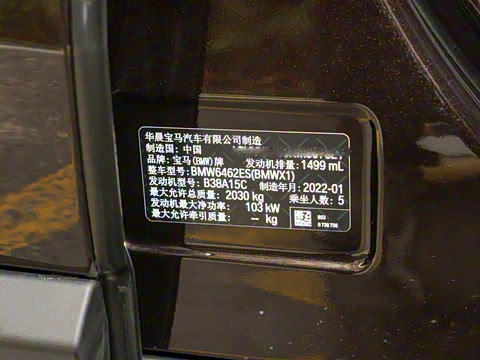 华晨宝马汽车有限公司制造
制造国: 中国
品牌: 宝马(BMW)牌 发动机排量: 1499 mL
整车型号: BMW6462ES(BMWX1)
发动机型号: B38A15C 制造年月: 2022-01
最大允许总质量: 2030 kg 乘坐人数: 5
发动机最大净功率: 103 kW
最大允许牵引质量: -- kg